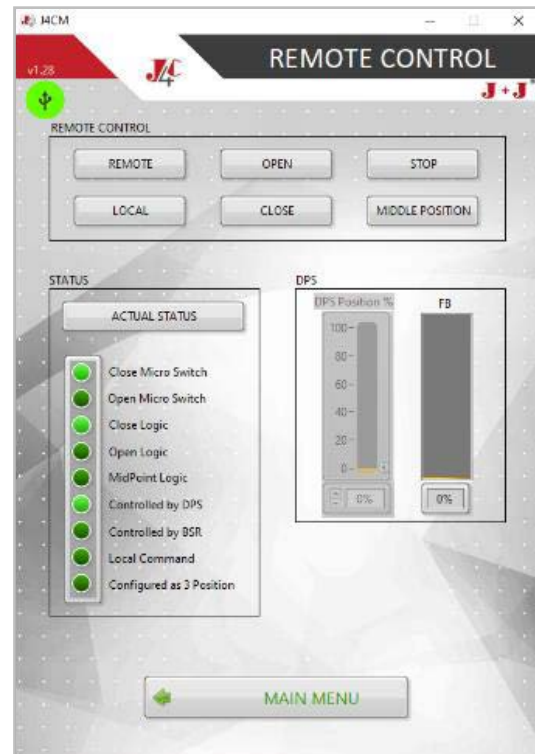 J4CM
REMOTE CONTROL
v1.28
J4C
J+J
REMOTE CONTROL
REMOTE OPEN STOP
LOCAL CLOSE MIDDLE POSITION
STATUS
ACTUAL STATUS
Close Micro Switch
Open Micro Switch
Close Logic
Open Logic
MidPoint Logic
Controlled by DPS
Controlled by BSR
Local Command
Configured as 3 Position
DPS
DPS Position % FB
100
80
60
40
20
0
0% 0%
MAIN MENU